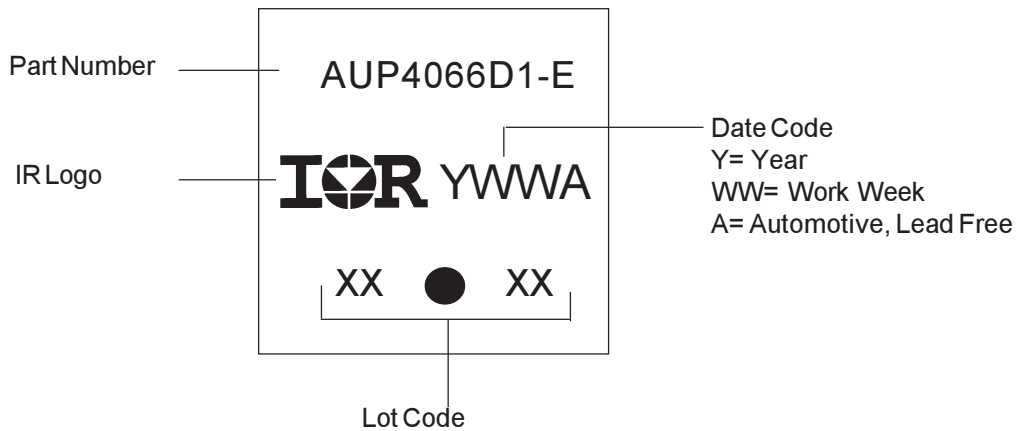 Part Number
AUP4066D1-E
IR Logo
IOR YWWA
Date Code
Y= Year
WW= Work Week
A= Automotive, Lead Free
XX XX
Lot Code